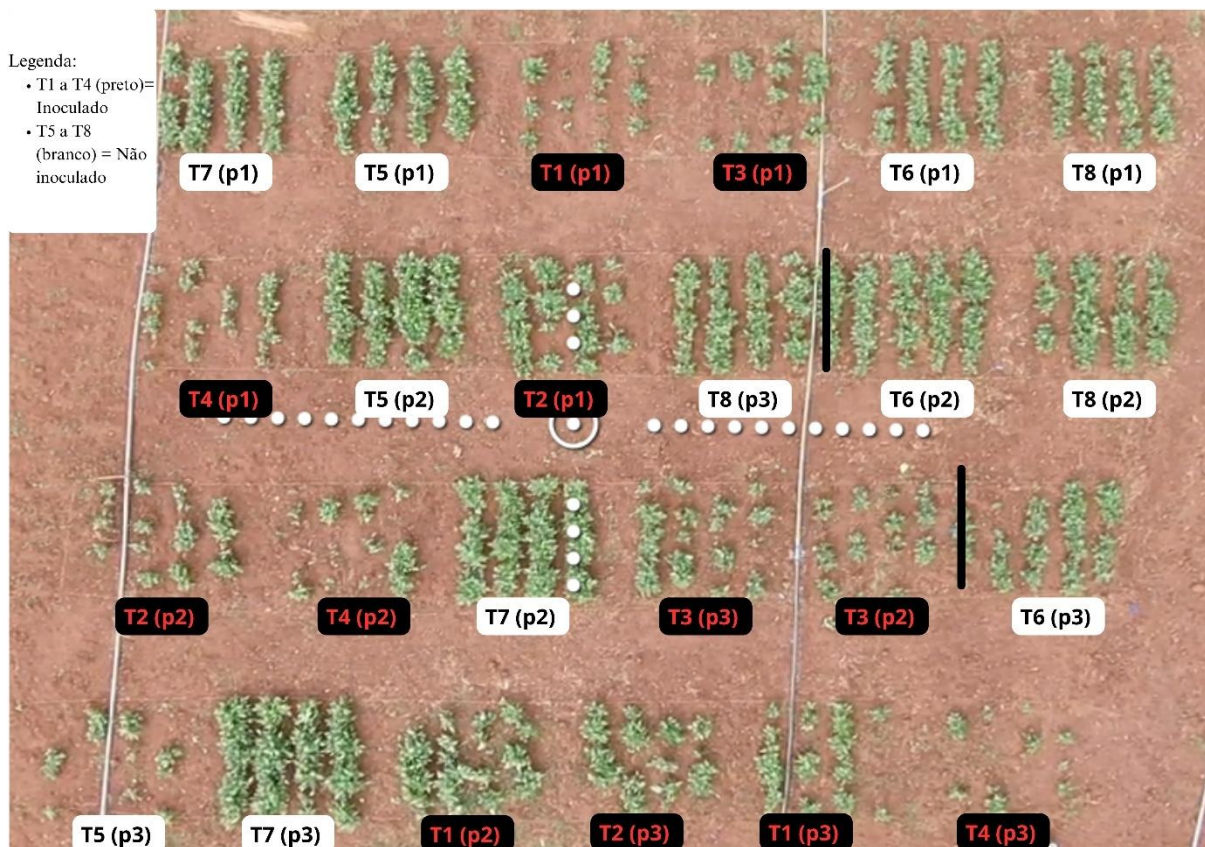 Legenda:
• T1 a T4 (preto)=
Inoculado
• T5 a T8
(branco) = Não
inoculado
T7 (p1) T5 (p1) T1 (p1) T3 (p1) T6 (p1) T8 (p1)
T4 (p1) T5 (p2) T2 (p1) T8 (p3) T6 (p2) T8 (p2)
T2 (p2) T4 (p2) T7 (p2) T3 (p3) T3 (p2) T6 (p3)
T5 (p3) T7 (p3) T1 (p2) T2 (p3) T1 (p3) T4 (p3)